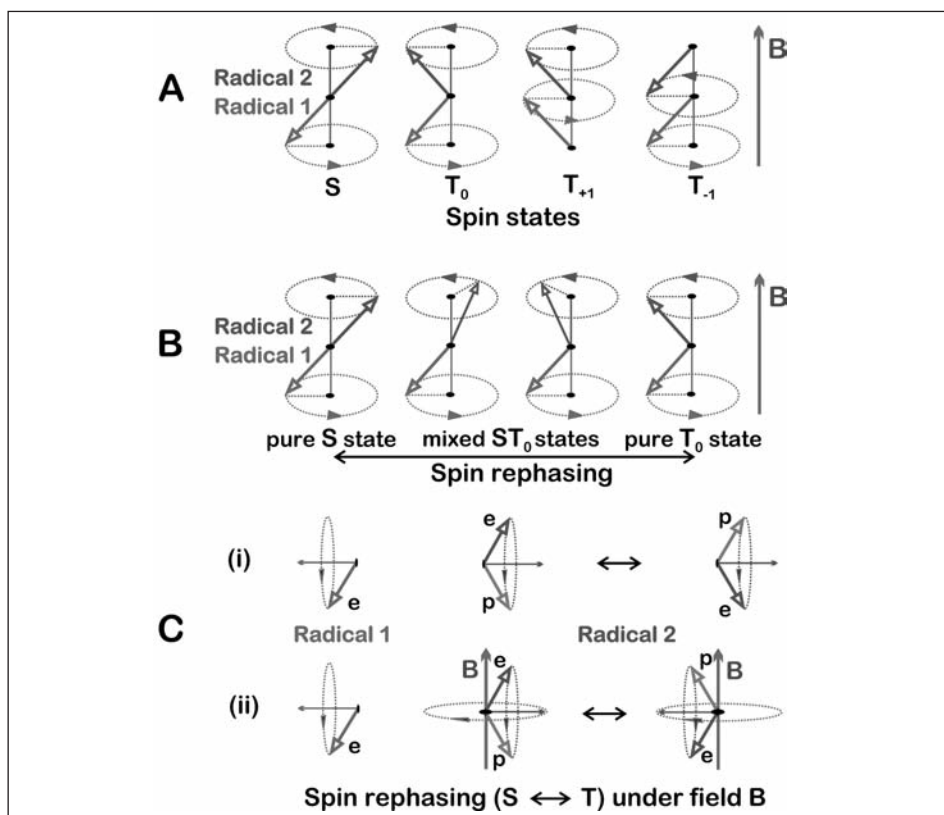 B
Radical 2
A
Radical 1
S T₀ T₊₁ T₋₁
Spin states
B
Radical 2
B
Radical 1
pure S state mixed ST₀ states pure T₀ state
Spin rephasing
(i) e e p
p e
C
Radical 1 Radical 2
(ii) e B e p B
p e
Spin rephasing (S ↔ T) under field B